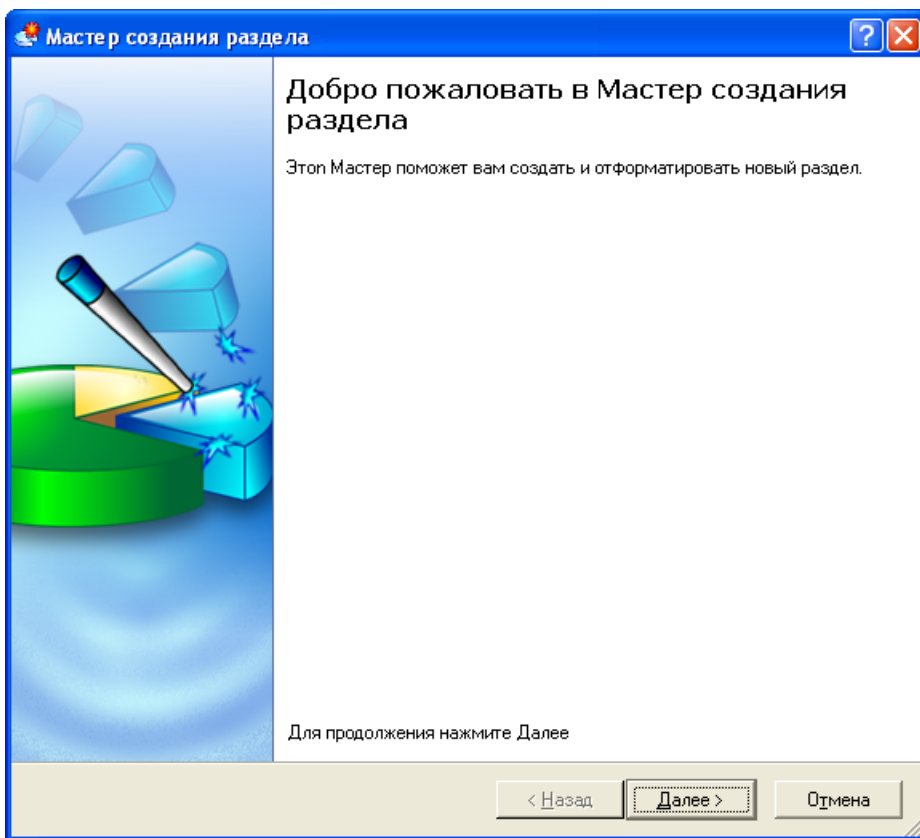 Мастер создания раздела
Добро пожаловать в Мастер создания
раздела
Этоп Мастер поможет вам создать и отформатировать новый раздел.
Для продолжения нажмите Далее
< Назад
Далее >
Отмена